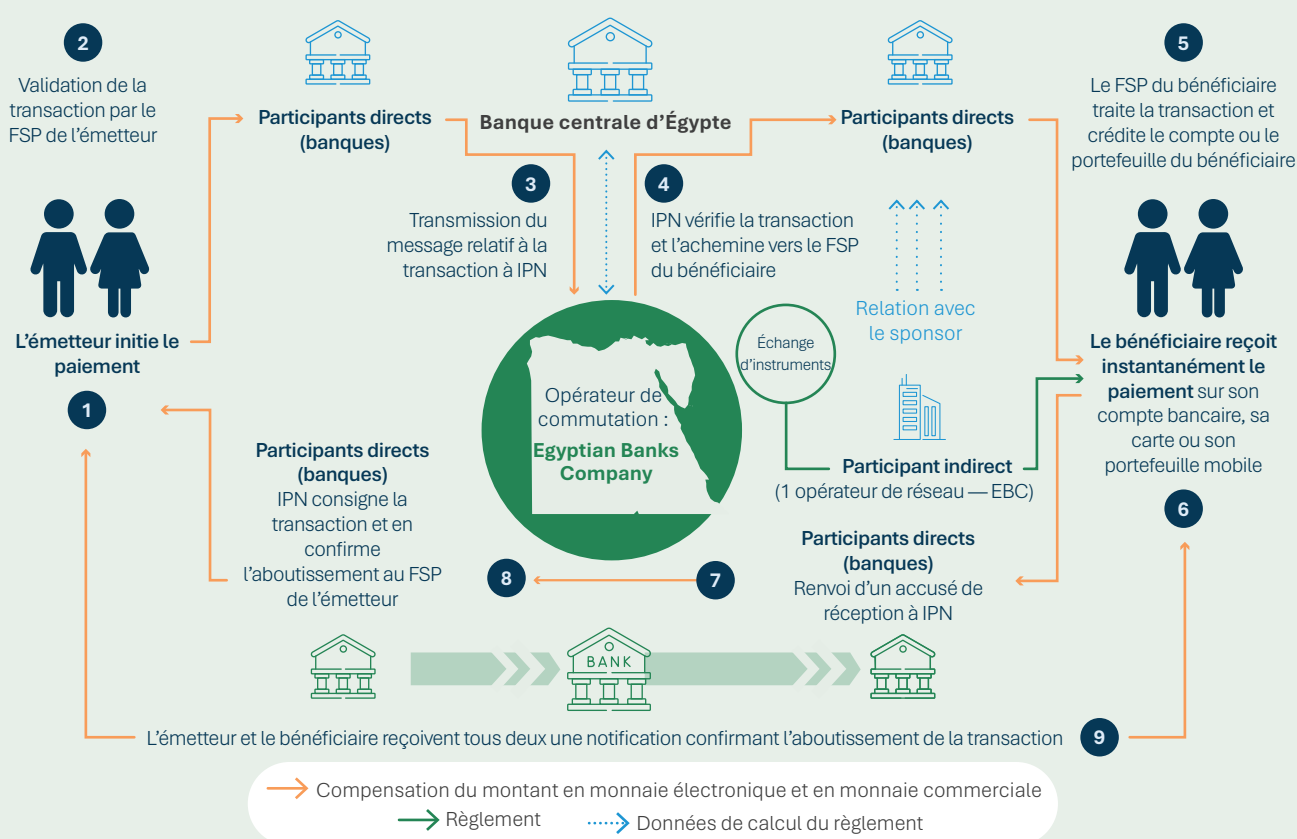 2
Validation de la
transaction par le
FSP de l’émetteur
Participants directs
(banques)
Banque centrale d’Égypte
Participants directs
(banques)
5
Le FSP du bénéficiaire
traite la transaction et
crédite le compte ou le
portefeuille du bénéficiaire
3
Transmission du
message relatif à la
transaction à IPN
4
IPN vérifie la transaction
et l’achemine vers le FSP
du bénéficiaire
L’émetteur initie le
paiement
1
Opérateur de
commutation :
Egyptian Banks
Company
Échange
d’instruments
Relation avec
le sponsor
Participant indirect
(1 opérateur de réseau — EBC)
Le bénéficiaire reçoit
instantanément le
paiement sur son
compte bancaire, sa
carte ou son
portefeuille mobile
6
Participants directs
(banques)
IPN consigne la
transaction et en
confirme
l’aboutissement au FSP
de l’émetteur
8
7
Participants directs
(banques)
Renvoi d’un accusé de
réception à IPN
BANK
L’émetteur et le bénéficiaire reçoivent tous deux une notification confirmant l’aboutissement de la transaction
9
Compensation du montant en monnaie électronique et en monnaie commerciale
Règlement
Données de calcul du règlement